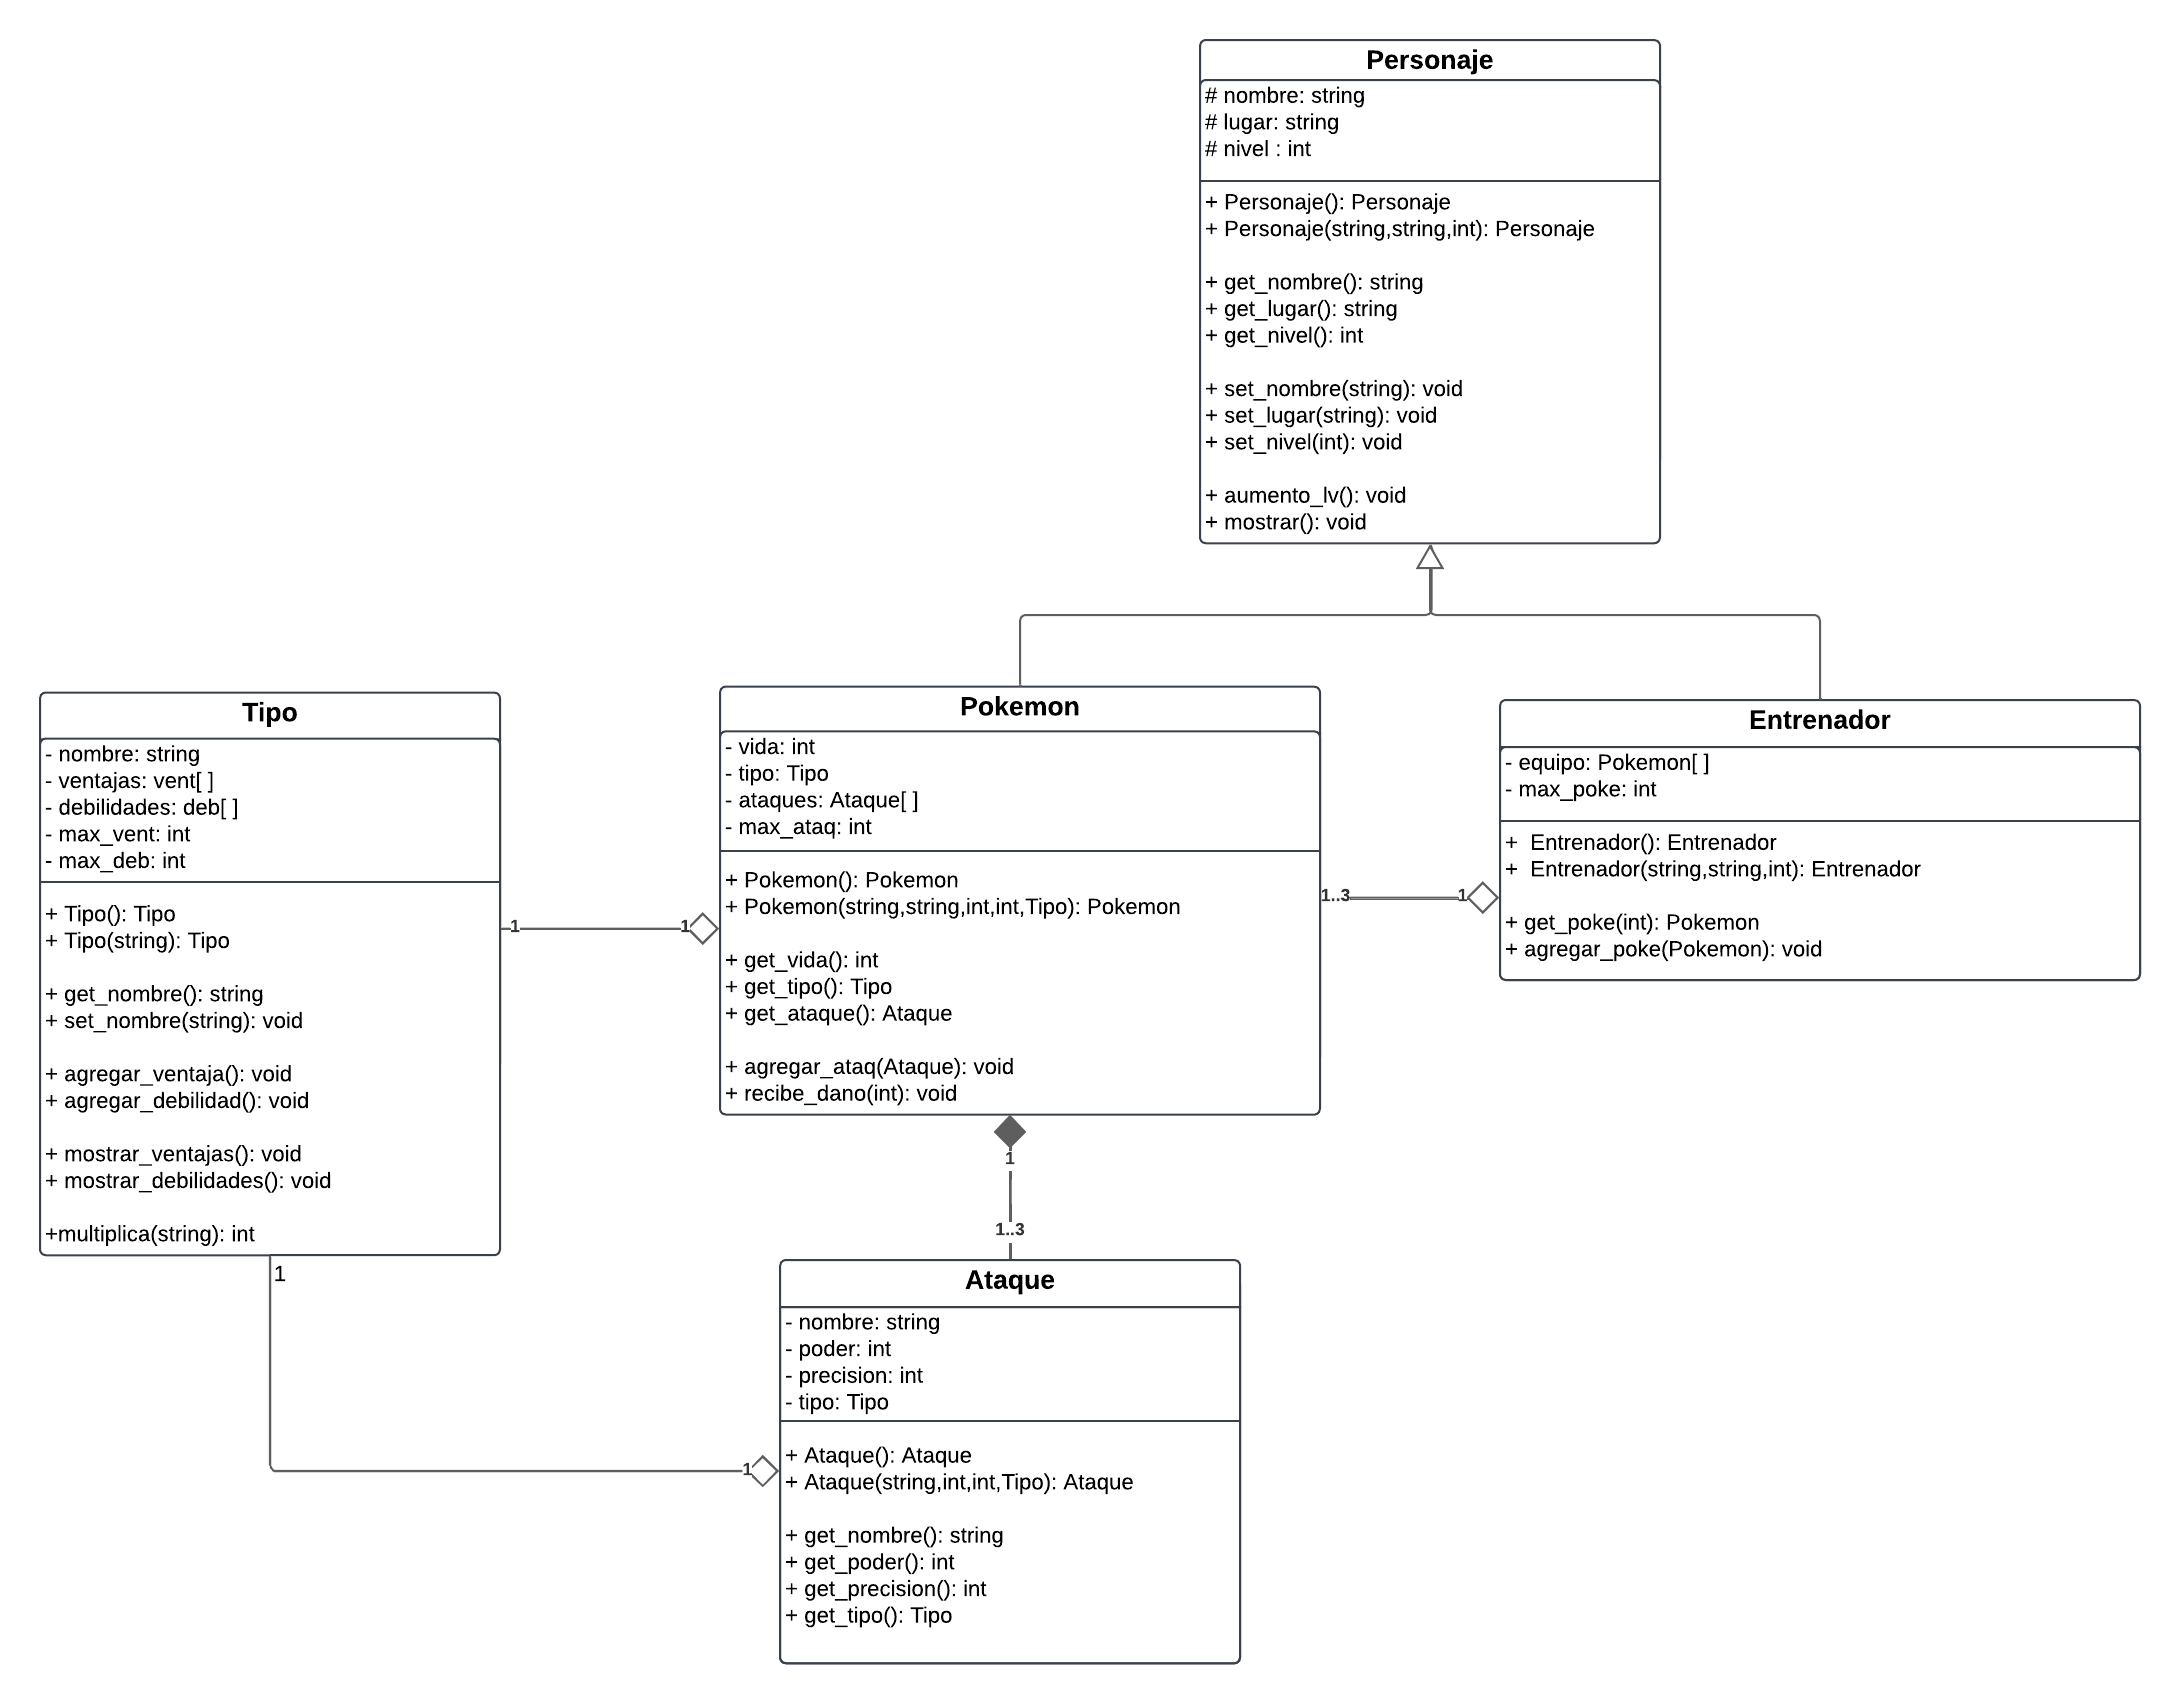 Personaje
# nombre: string
# lugar: string
# nivel : int
+ Personaje(): Personaje
+ Personaje(string,string,int): Personaje
+ get_nombre(): string
+ get_lugar(): string
+ get_nivel(): int
+ set_nombre(string): void
+ set_lugar(string): void
+ set_nivel(int): void
+ aumento_lv(): void
+ mostrar(): void
Tipo
- nombre: string
- ventajas: vent[ ]
- debilidades: deb[ ]
- max_vent: int
- max_deb: int
+ Tipo(): Tipo
+ Tipo(string): Tipo
+ get_nombre(): string
+ set_nombre(string): void
+ agregar_ventaja(): void
+ agregar_debilidad(): void
+ mostrar_ventajas(): void
+ mostrar_debilidades(): void
+multiplica(string): int
1
1
1
Pokemon
- vida: int
- tipo: Tipo
- ataques: Ataque[ ]
- max_ataq: int
+ Pokemon(): Pokemon
+ Pokemon(string,string,int,int,Tipo): Pokemon
+ get_vida(): int
+ get_tipo(): Tipo
+ get_ataque(): Ataque
+ agregar_ataq(Ataque): void
+ recibe_dano(int): void
1..3
1
Entrenador
- equipo: Pokemon[ ]
- max_poke: int
+  Entrenador(): Entrenador
+  Entrenador(string,string,int): Entrenador
+ get_poke(int): Pokemon
+ agregar_poke(Pokemon): void
1
1..3
Ataque
- nombre: string
- poder: int
- precision: int
- tipo: Tipo
+ Ataque(): Ataque
+ Ataque(string,int,int,Tipo): Ataque
+ get_nombre(): string
+ get_poder(): int
+ get_precision(): int
+ get_tipo(): Tipo
1